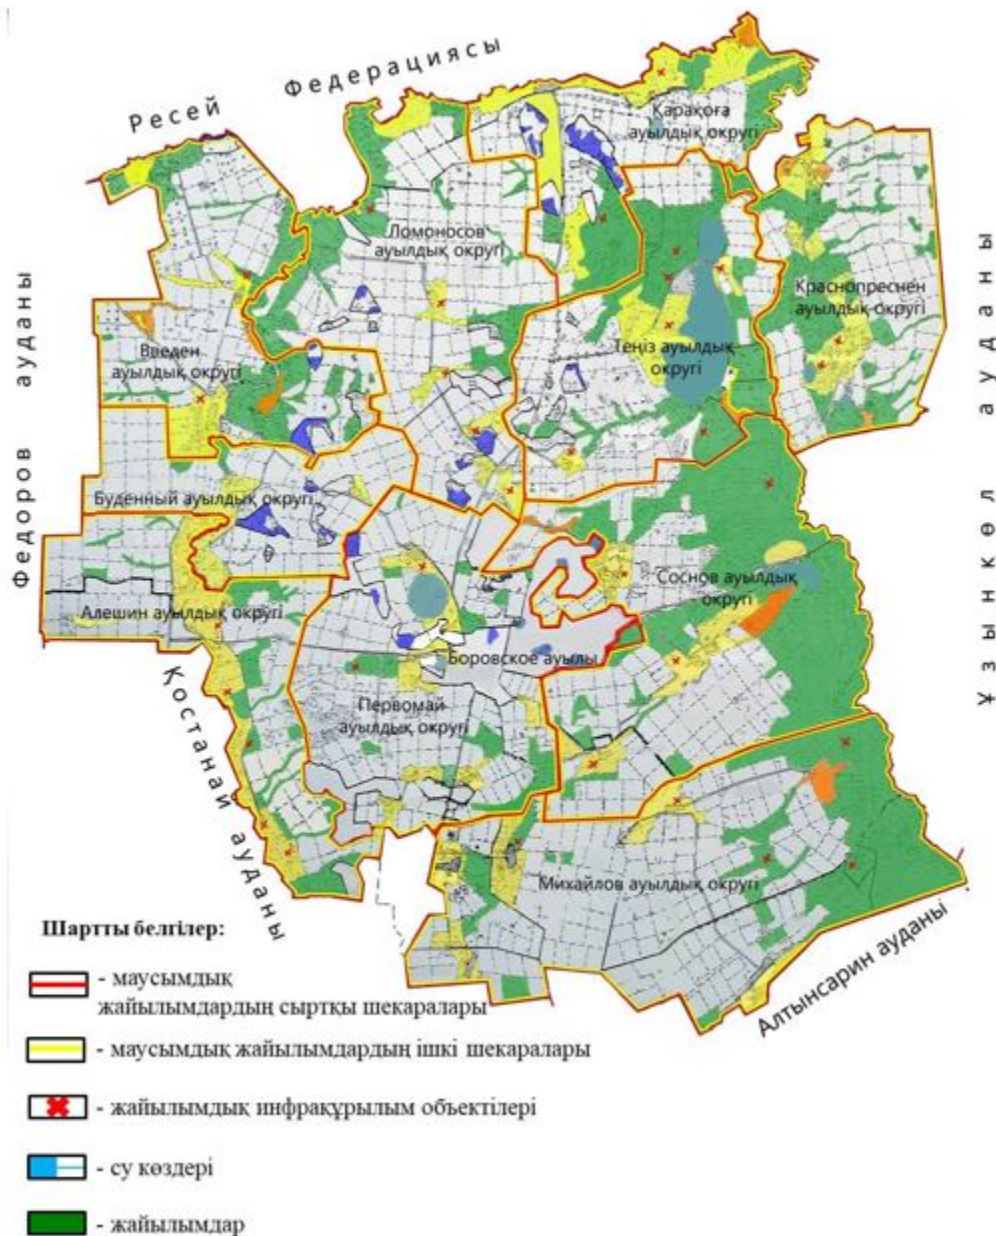 Ресей Федерациясы
Қарақоға
ауылдық округі
Ломоносов
ауылдық округі
Краснопреснен
ауылдық округі
Введен
ауылдық округі
Теңіз ауылдық
округі
Федоров ауданы
Ұзынкөл ауданы
Буденный ауылдық округі
Алешин ауылдық округі
Соснов ауылдық
округі
Боровское ауылы
Первомай
ауылдық округі
Қостанай ауданы
Михайлов ауылдық округі
Алтынсарин ауданы
Шартты белгілер:
- маусымдық
жайылымдардың сыртқы шекаралары
- маусымдық жайылымдардың ішкі шекаралары
- жайылымдық инфрақұрылым объектілері
- су көздері
- жайылымдар